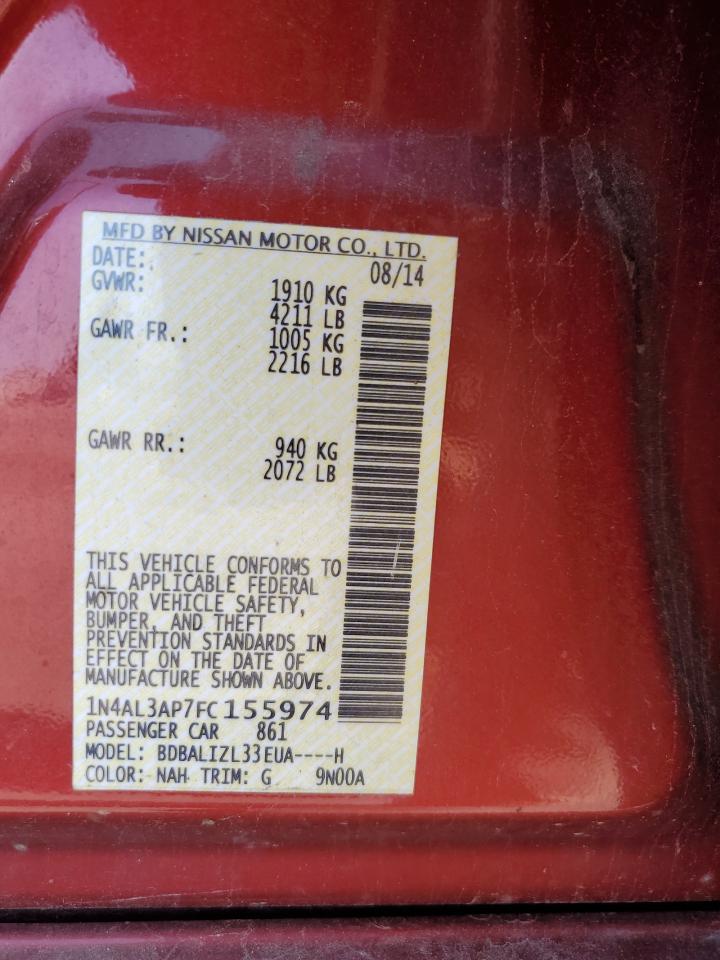 MFD BY NISSAN MOTOR CO., LTD.
DATE: 08/14
GVWR: 1910 KG
4211 LB
GAWR FR.: 1005 KG
2216 LB
GAWR RR.: 940 KG
2072 LB
THIS VEHICLE CONFORMS TO
ALL APPLICABLE FEDERAL
MOTOR VEHICLE SAFETY,
BUMPER, AND THEFT
PREVENTION STANDARDS IN
EFFECT ON THE DATE OF
MANUFACTURE SHOWN ABOVE.
1N4AL3AP7FC155974
PASSENGER CAR 861
MODEL: BDBALIZL33EUA----H
COLOR: NAH TRIM: G 9N00A